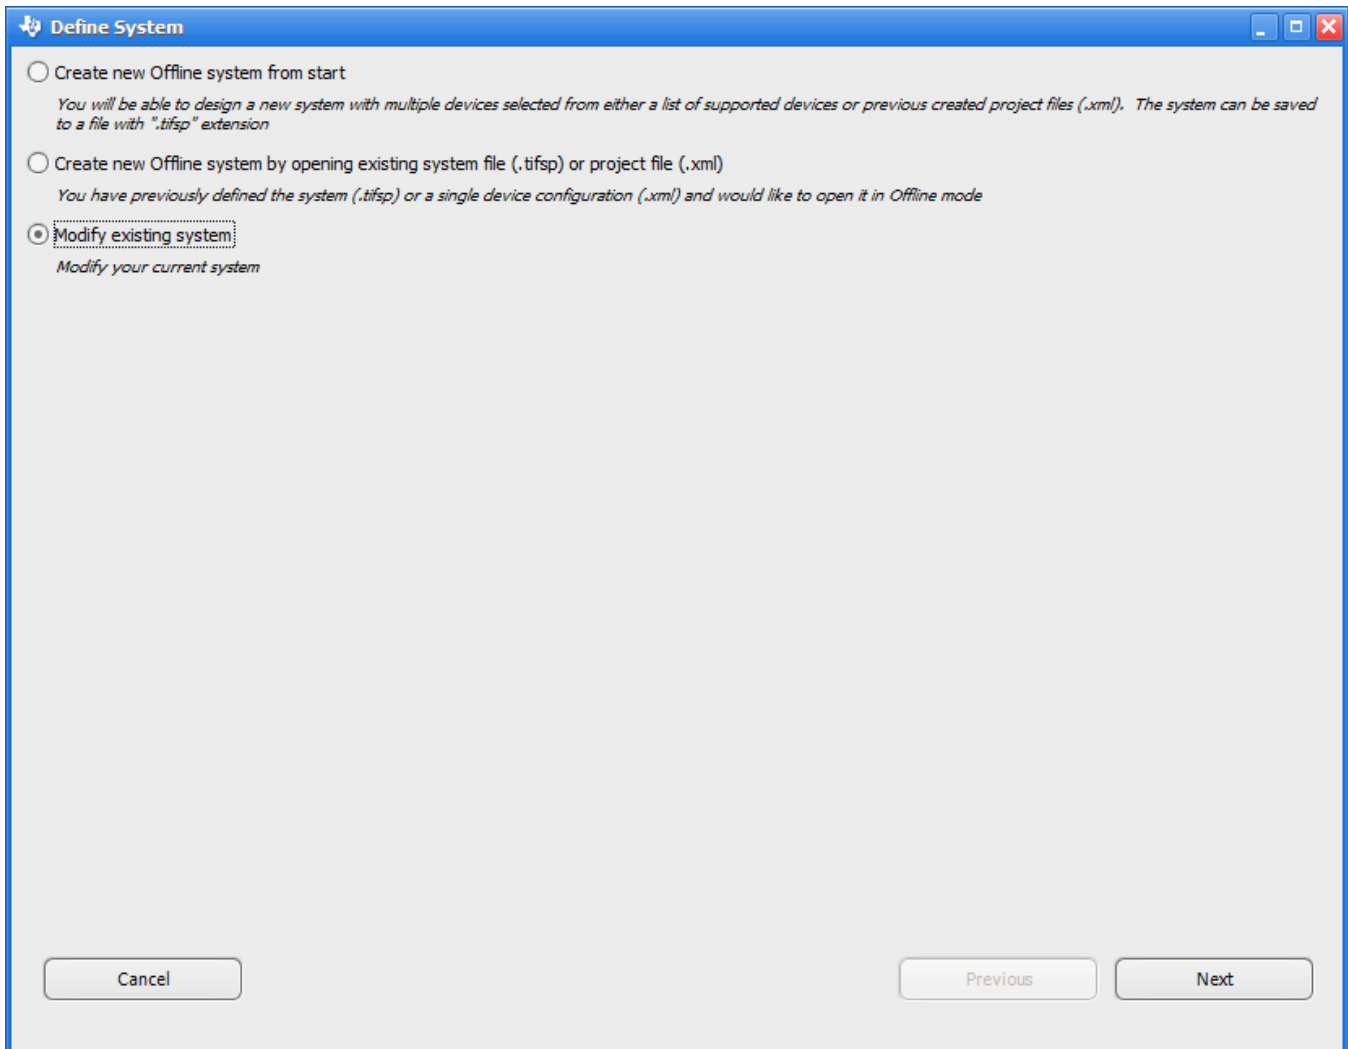 Define System
Create new Offline system from start
You will be able to design a new system with multiple devices selected from either a list of supported devices or previous created project files (.xml).  The system can be saved
to a file with ".tifsp" extension
Create new Offline system by opening existing system file (.tifsp) or project file (.xml)
You have previously defined the system (.tifsp) or a single device configuration (.xml) and would like to open it in Offline mode
Modify existing system
Modify your current system
Cancel Previous Next